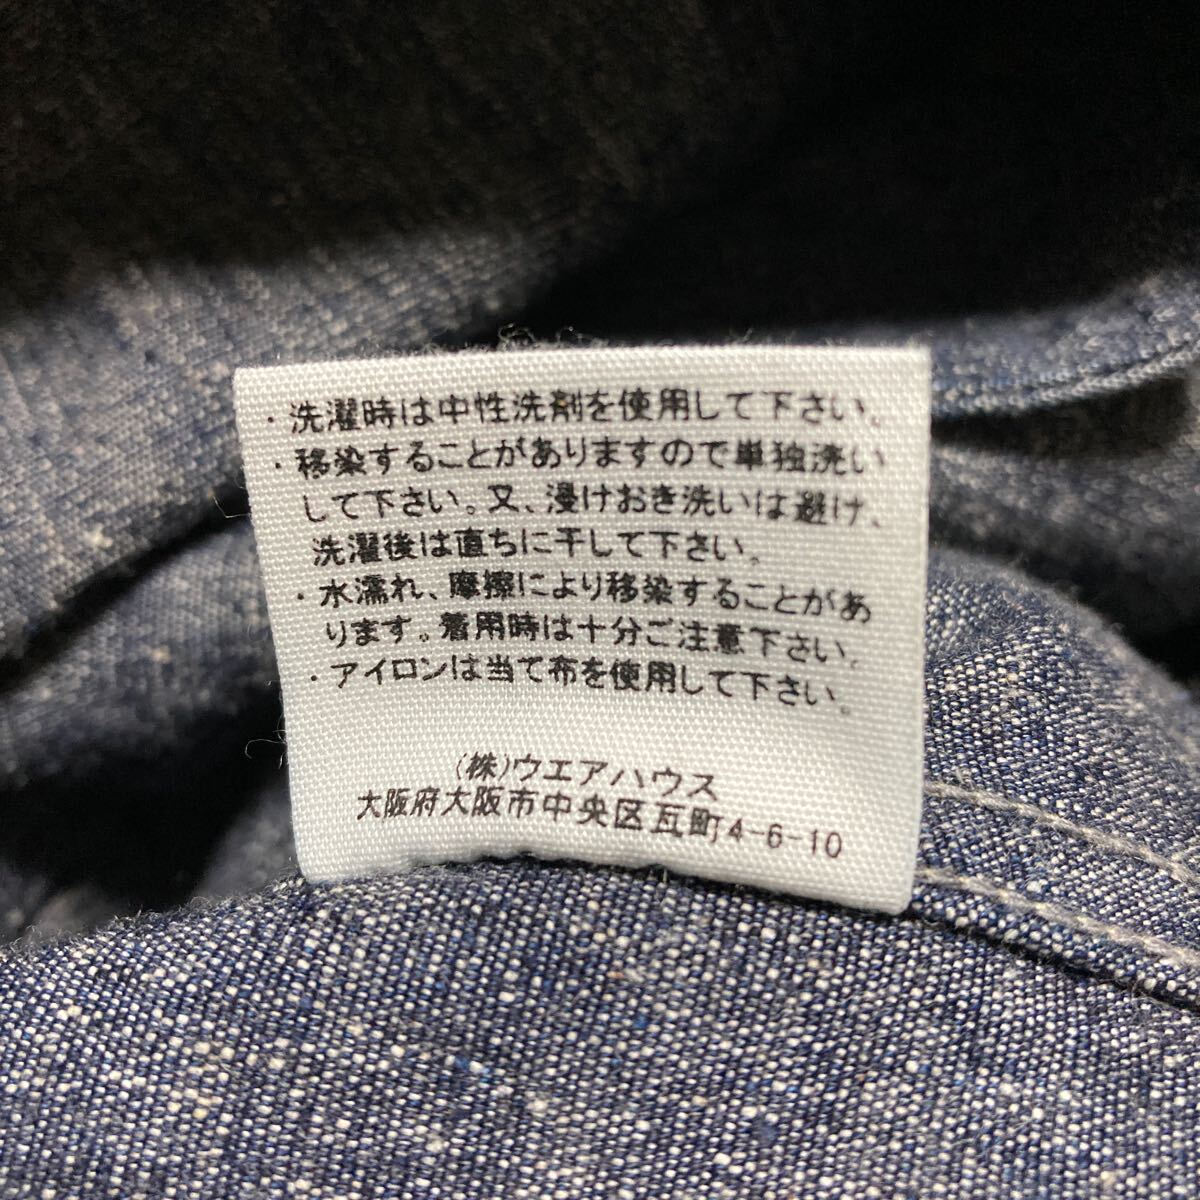 ・洗濯時は中性洗剤を使用して下さい。
・移染することがありますので単独洗い
して下さい。又、浸けおき洗いは避け、
洗濯後は直ちに干して下さい。
・水濡れ、摩擦により移染することがあ
ります。着用時は十分ご注意下さい。
・アイロンは当て布を使用して下さい。
(株)ウエアハウス
大阪府大阪市中央区瓦町4-6-10